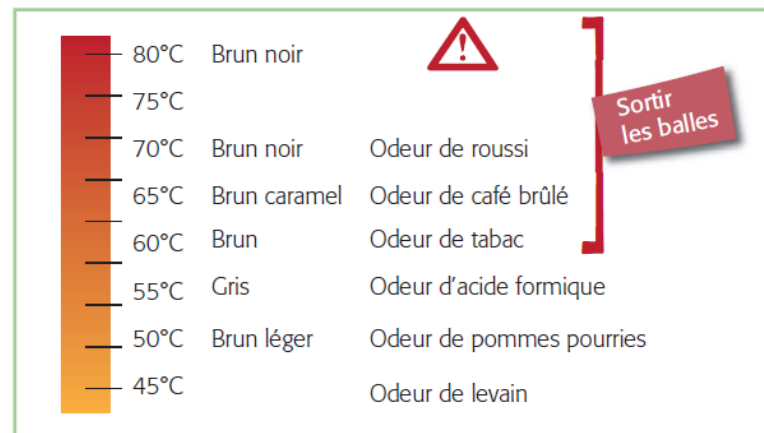 80°C Brun noir
75°C
70°C Brun noir Odeur de roussi
65°C Brun caramel Odeur de café brûlé
60°C Brun Odeur de tabac
55°C Gris Odeur d'acide formique
50°C Brun léger Odeur de pommes pourries
45°C Odeur de levain
!
Sortir
les balles